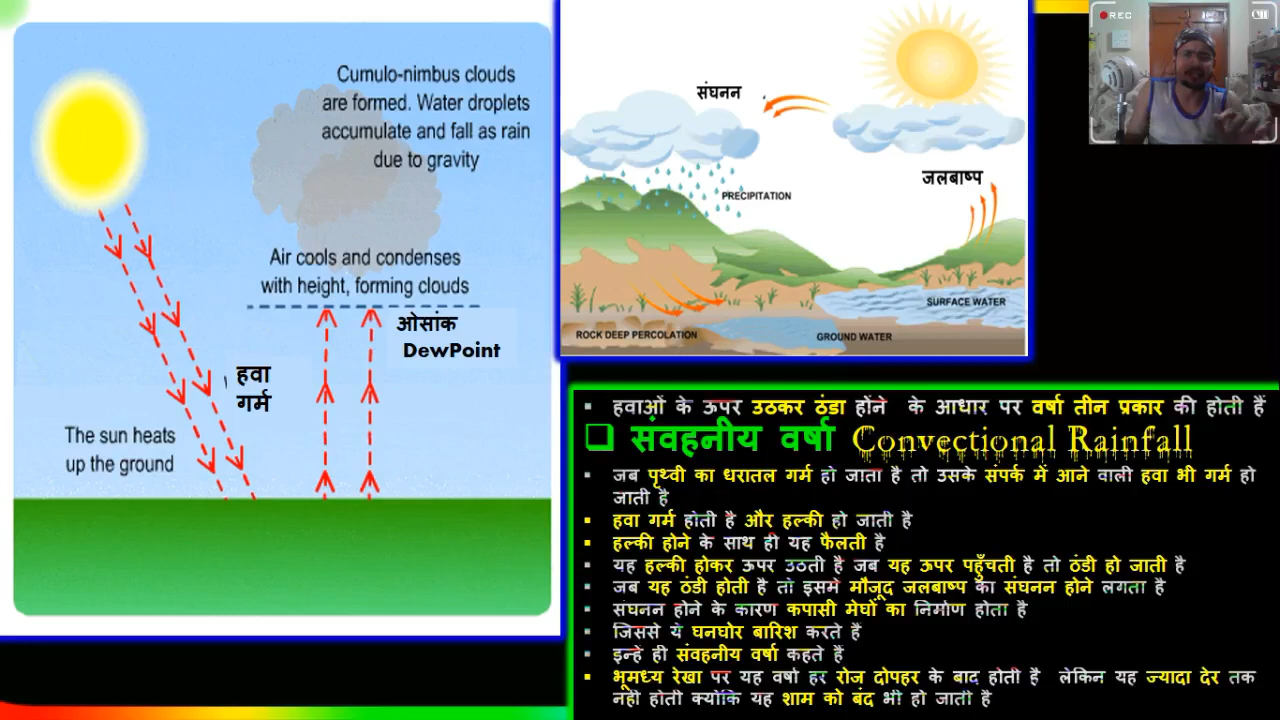 Cumulo-nimbus clouds
are formed. Water droplets
accumulate and fall as rain
due to gravity
Air cools and condenses
with height, forming clouds
ओसांक
DewPoint
हवा
गर्म
The sun heats
up the ground
संघनन
जलबाष्प
PRECIPITATION
SURFACE WATER
ROCK DEEP PERCOLATION
GROUND WATER
REC
▪ हवाओं के ऊपर उठकर ठंडा होंने के आधार पर वर्षा तीन प्रकार की होती हैं
❑ संवहनीय वर्षा Convectional Rainfall
▪ जब पृथ्वी का धरातल गर्म हो जाता है तो उसके संपर्क में आने वाली हवा भी गर्म हो
जाती है
▪ हवा गर्म होती है और हल्की हो जाती है
▪ हल्की होने के साथ ही यह फैलती है
▪ यह हल्की होकर ऊपर उठती है जब यह ऊपर पहुँचती है तो ठंडी हो जाती है
▪ जब यह ठंडी होती है तो इसमें मौजूद जलबाष्प का संघनन होने लगता है
▪ संघनन होने के कारण कपासी मेघों का निर्माण होता है
▪ जिससे ये घनघोर बारिश करते हैं
▪ इन्हें ही संवहनीय वर्षा कहते हैं
▪ भूमध्य रेखा पर यह वर्षा हर रोज दोपहर के बाद होती है लेकिन यह ज्यादा देर तक
नही होती क्योंकि यह शाम को बंद भी हो जाती है